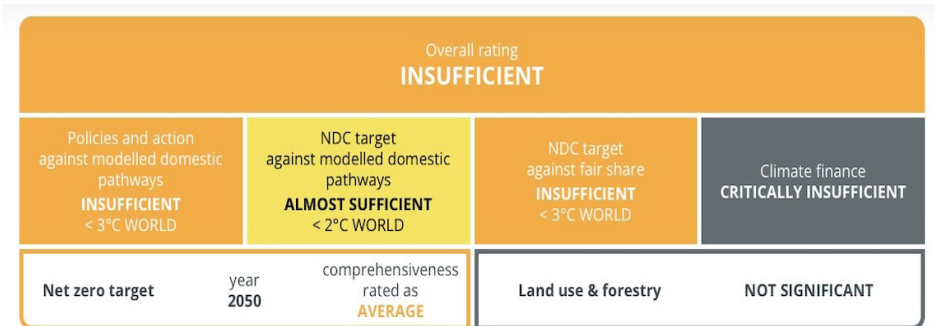 Overall rating
INSUFFICIENT
Policies and action
against modelled domestic
pathways
INSUFFICIENT
< 3°C WORLD
NDC target
against modelled domestic
pathways
ALMOST SUFFICIENT
< 2°C WORLD
NDC target
against fair share
INSUFFICIENT
< 3°C WORLD
Climate finance
CRITICALLY INSUFFICIENT
Net zero target
year
2050
comprehensiveness
rated as
AVERAGE
Land use & forestry
NOT SIGNIFICANT